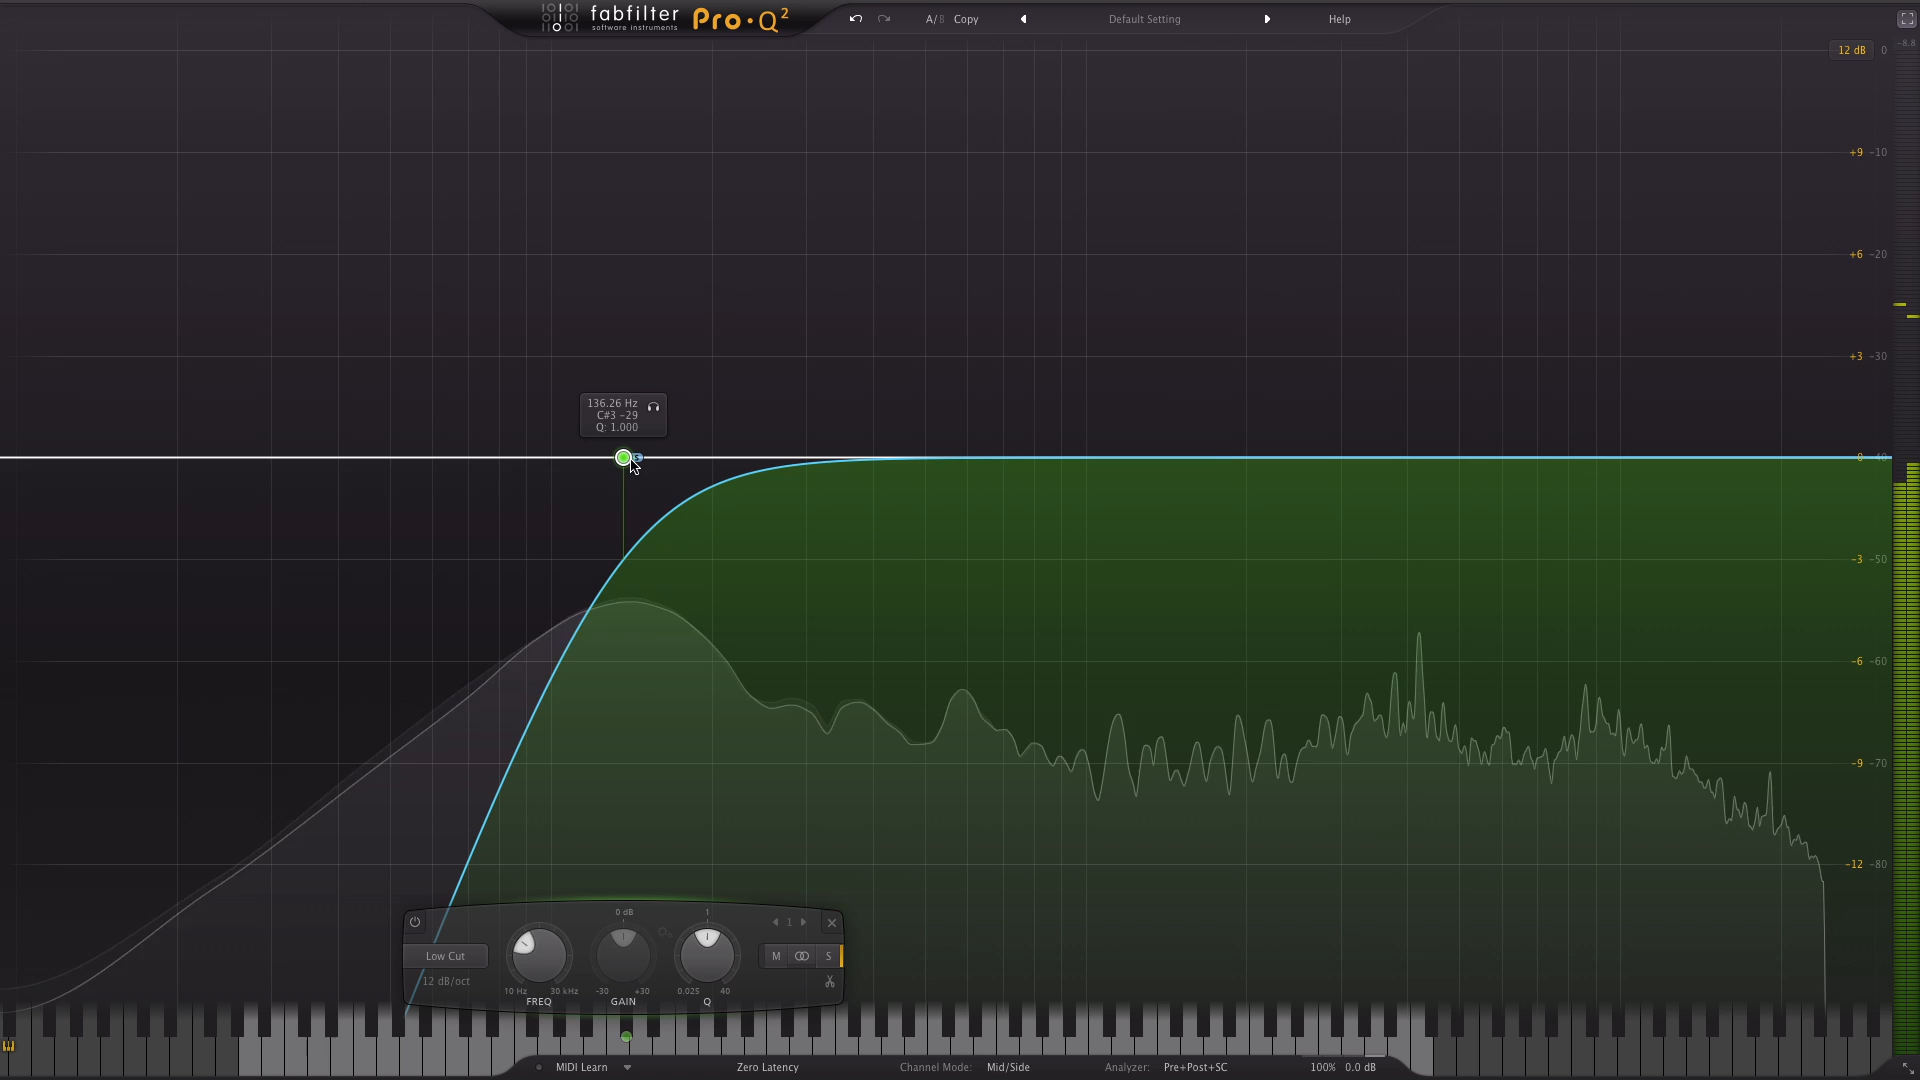 fabfilter
software instruments
Pro·Q²
A/B Copy
Default Setting
Help
12 dB 0 -8.8
+9 -10
+6 -20
+3 -30
136.26 Hz
C#3 -29
Q: 1.000
S
0 -40
-3 -50
-6 -60
-9 -70
-12 -80
0 dB 1 1
Low Cut
M S
12 dB/oct
10 Hz 30 kHz -30 +30 0.025 40
FREQ GAIN Q
MIDI Learn
Zero Latency
Channel Mode: Mid/Side
Analyzer: Pre+Post+SC
100% 0.0 dB